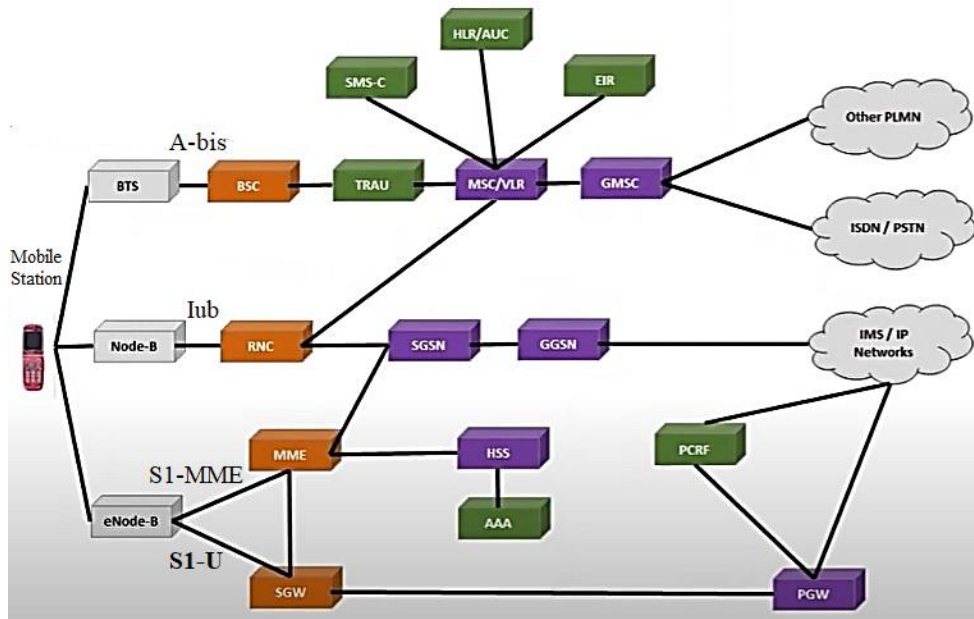 HLR/AUC
SMS-C
EIR
Other PLMN
A-bis
BTS
BSC
TRAU
MSC/VLR
GMSC
ISDN / PSTN
Mobile
Station
Iub
Node-B
RNC
SGSN
GGSN
IMS / IP
Networks
MME
HSS
PCRF
S1-MME
eNode-B
AAA
S1-U
SGW
PGW